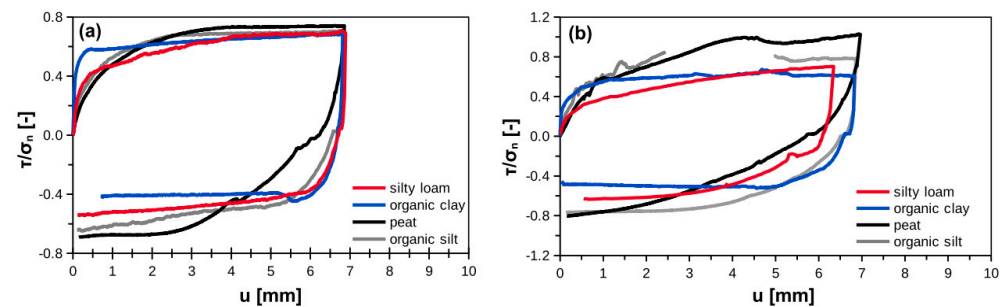 (a)
τ/σn [-]
0.8
0.4
0.0
-0.4
-0.8
silty loam
organic clay
peat
organic silt
0 1 2 3 4 5 6 7 8 9 10
u [mm]
(b)
τ/σn [-]
1.2
0.8
0.4
0.0
-0.4
-0.8
-1.2
silty loam
organic clay
peat
organic silt
0 1 2 3 4 5 6 7 8 9 10
u [mm]